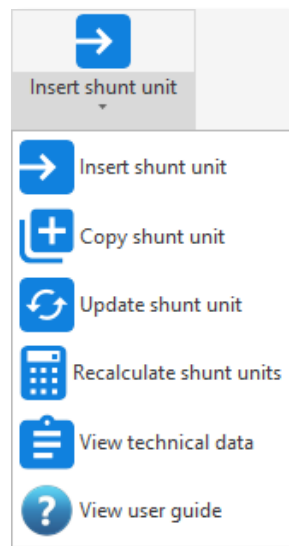 Insert shunt unit
Insert shunt unit
Copy shunt unit
Update shunt unit
Recalculate shunt units
View technical data
View user guide